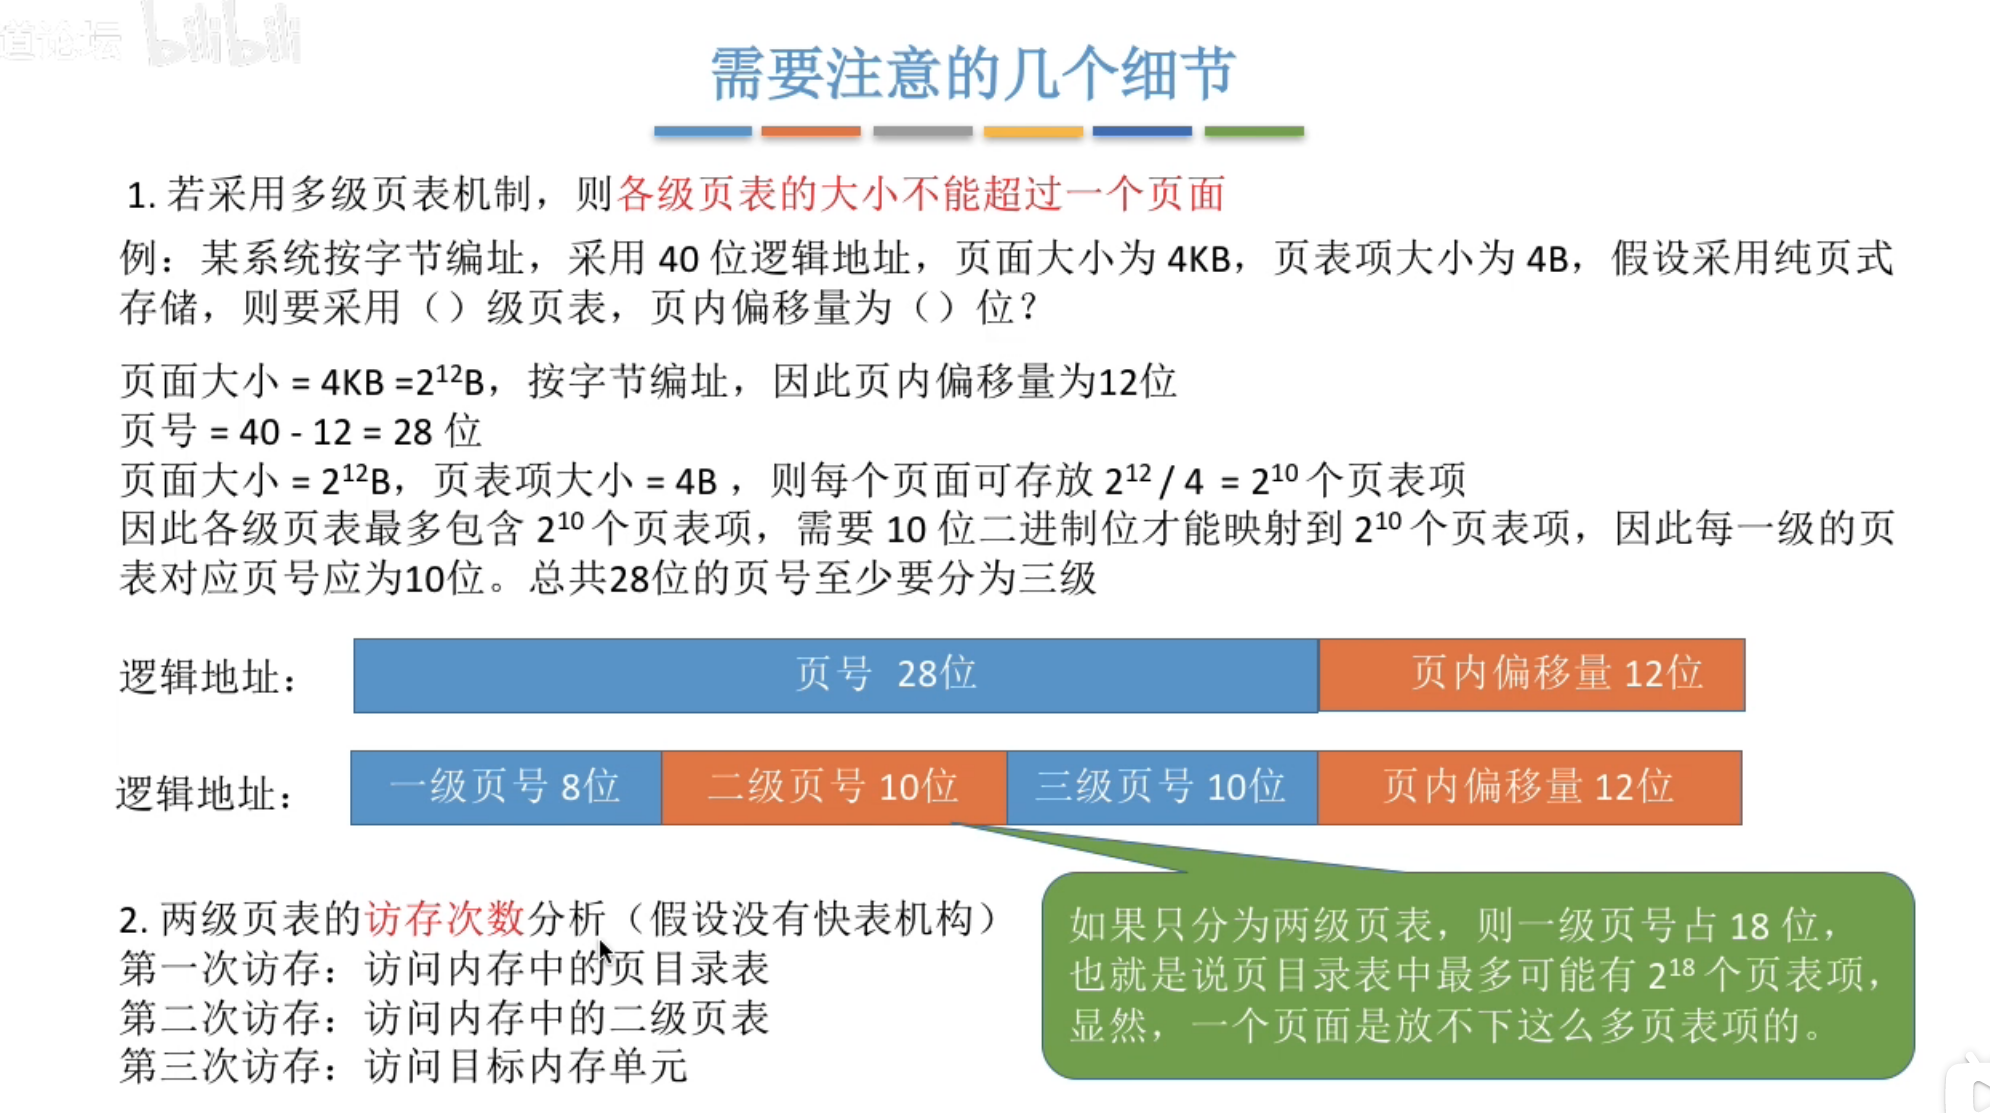 道论坛 bilibili
需要注意的几个细节
1. 若采用多级页表机制，则各级页表的大小不能超过一个页面
例：某系统按字节编址，采用 40 位逻辑地址，页面大小为 4KB，页表项大小为 4B，假设采用纯页式
存储，则要采用（）级页表，页内偏移量为（）位？
页面大小 = 4KB =2¹²B，按字节编址，因此页内偏移量为12位
页号 = 40 - 12 = 28 位
页面大小 = 2¹²B，页表项大小 = 4B ，则每个页面可存放 2¹² / 4 = 2¹⁰ 个页表项
因此各级页表最多包含 2¹⁰ 个页表项，需要 10 位二进制位才能映射到 2¹⁰ 个页表项，因此每一级的页
表对应页号应为10位。总共28位的页号至少要分为三级
逻辑地址： 页号 28位 页内偏移量 12位
逻辑地址： 一级页号 8位 二级页号 10位 三级页号 10位 页内偏移量 12位
2. 两级页表的访存次数分析（假设没有快表机构）
第一次访存：访问内存中的页目录表
第二次访存：访问内存中的二级页表
第三次访存：访问目标内存单元
如果只分为两级页表，则一级页号占 18 位，
也就是说页目录表中最多可能有 2¹⁸ 个页表项，
显然，一个页面是放不下这么多页表项的。